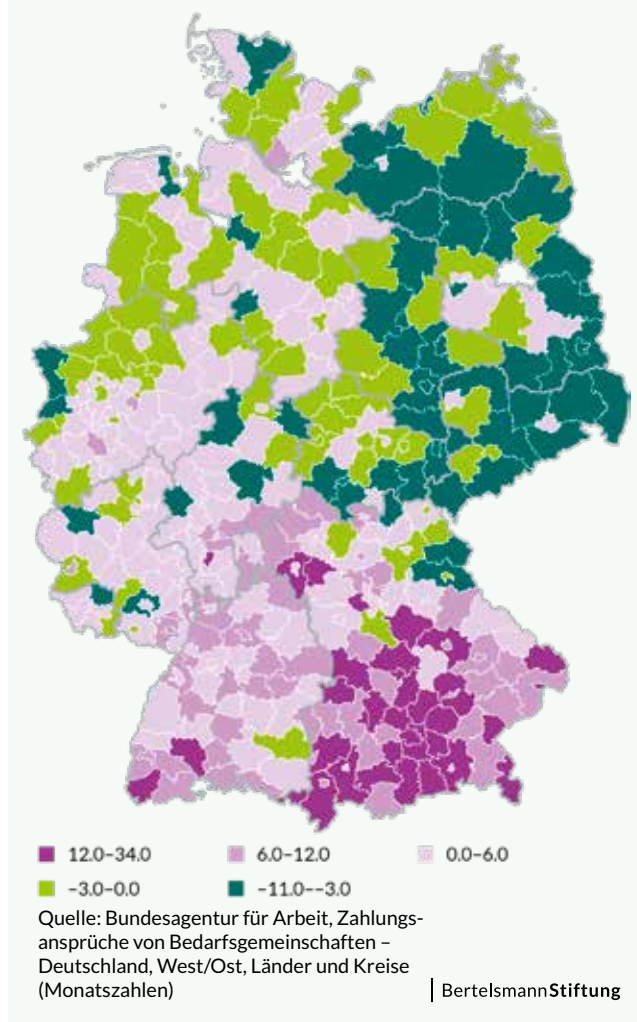 12.0–34.0 6.0–12.0 0.0–6.0
–3.0–0.0 –11.0-–3.0
Quelle: Bundesagentur für Arbeit, Zahlungs-
ansprüche von Bedarfsgemeinschaften –
Deutschland, West/Ost, Länder und Kreise
(Monatszahlen)
BertelsmannStiftung